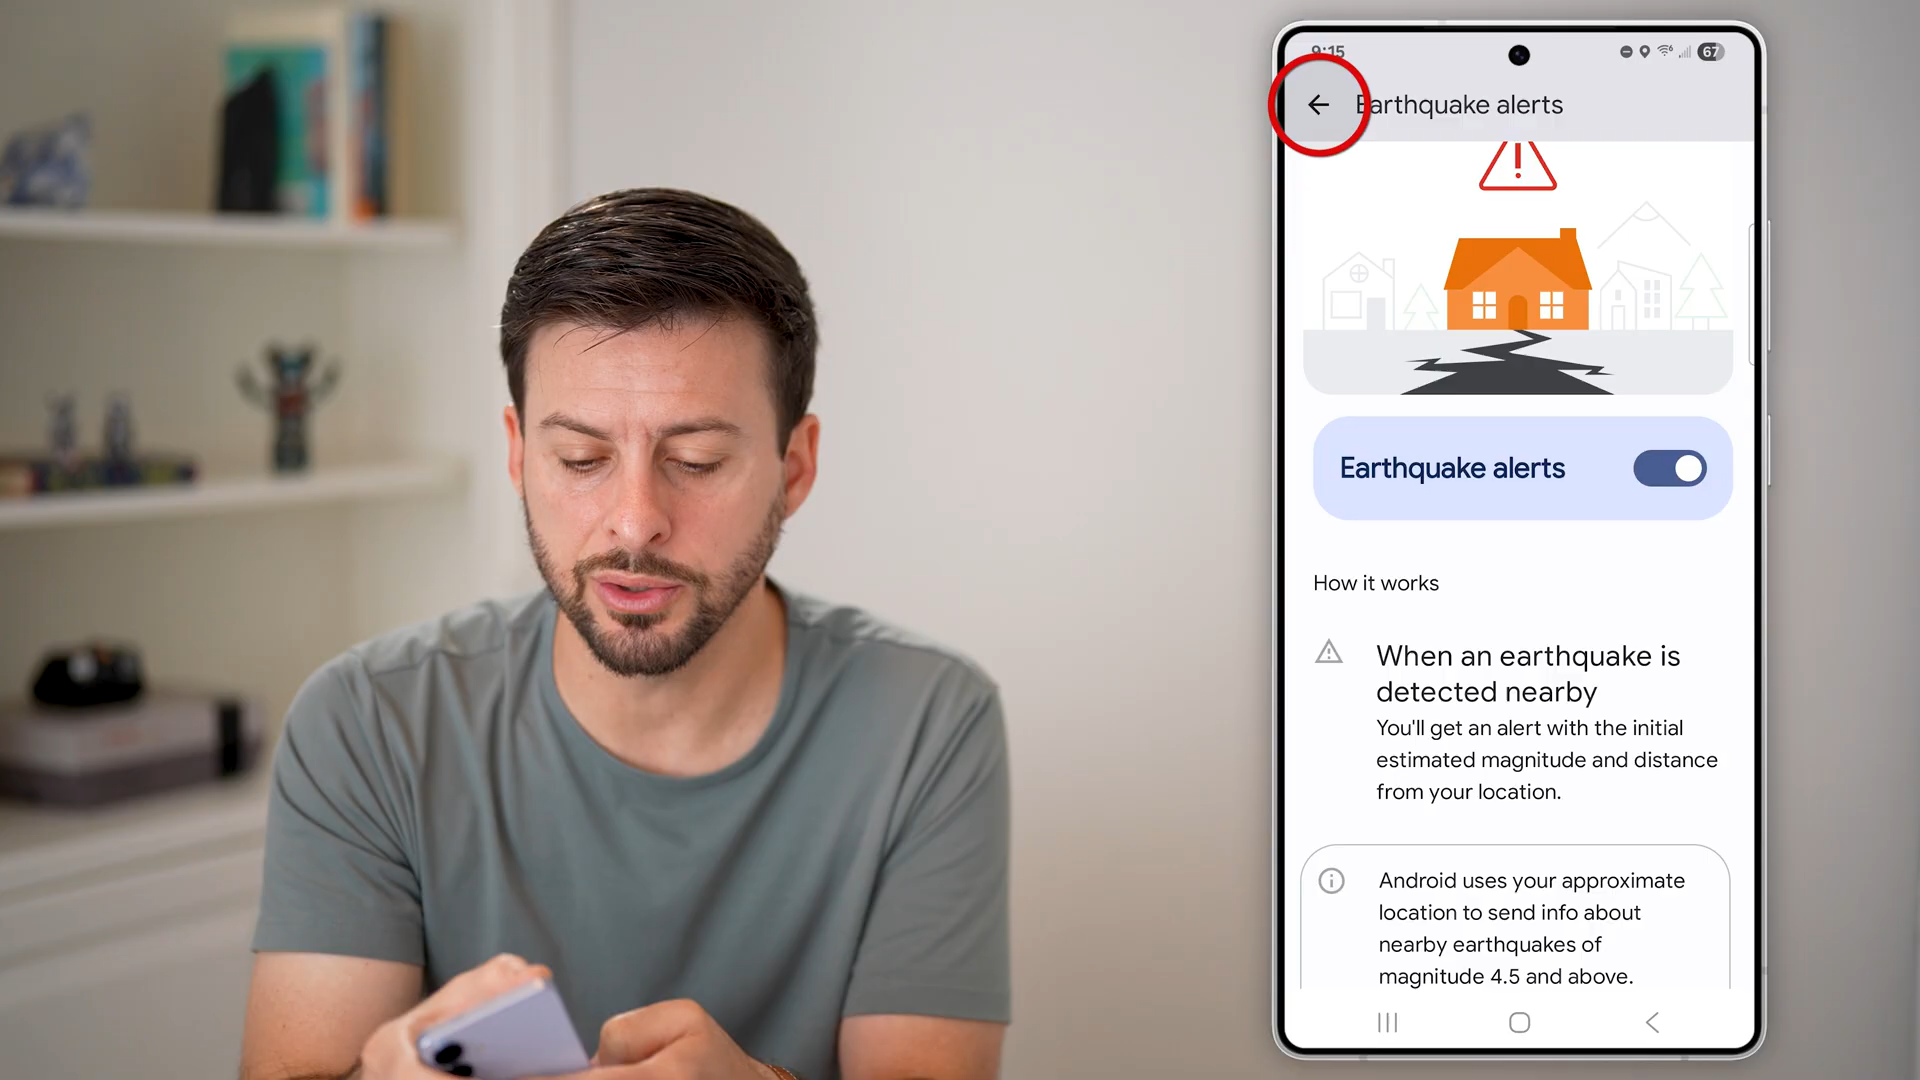 9:15
67
Earthquake alerts
Earthquake alerts
How it works
When an earthquake is
detected nearby
You'll get an alert with the initial
estimated magnitude and distance
from your location.
Android uses your approximate
location to send info about
nearby earthquakes of
magnitude 4.5 and above.